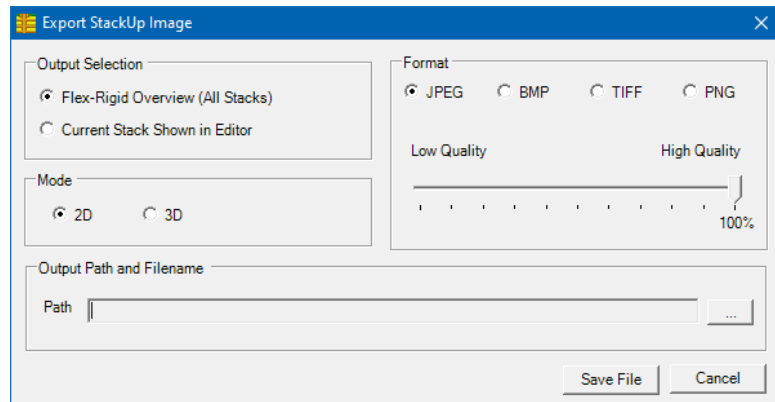 Export StackUp Image
Output Selection
Flex-Rigid Overview (All Stacks)
Current Stack Shown in Editor
Mode
2D 3D
Format
JPEG BMP TIFF PNG
Low Quality High Quality
100%
Output Path and Filename
Path ...
Save File Cancel